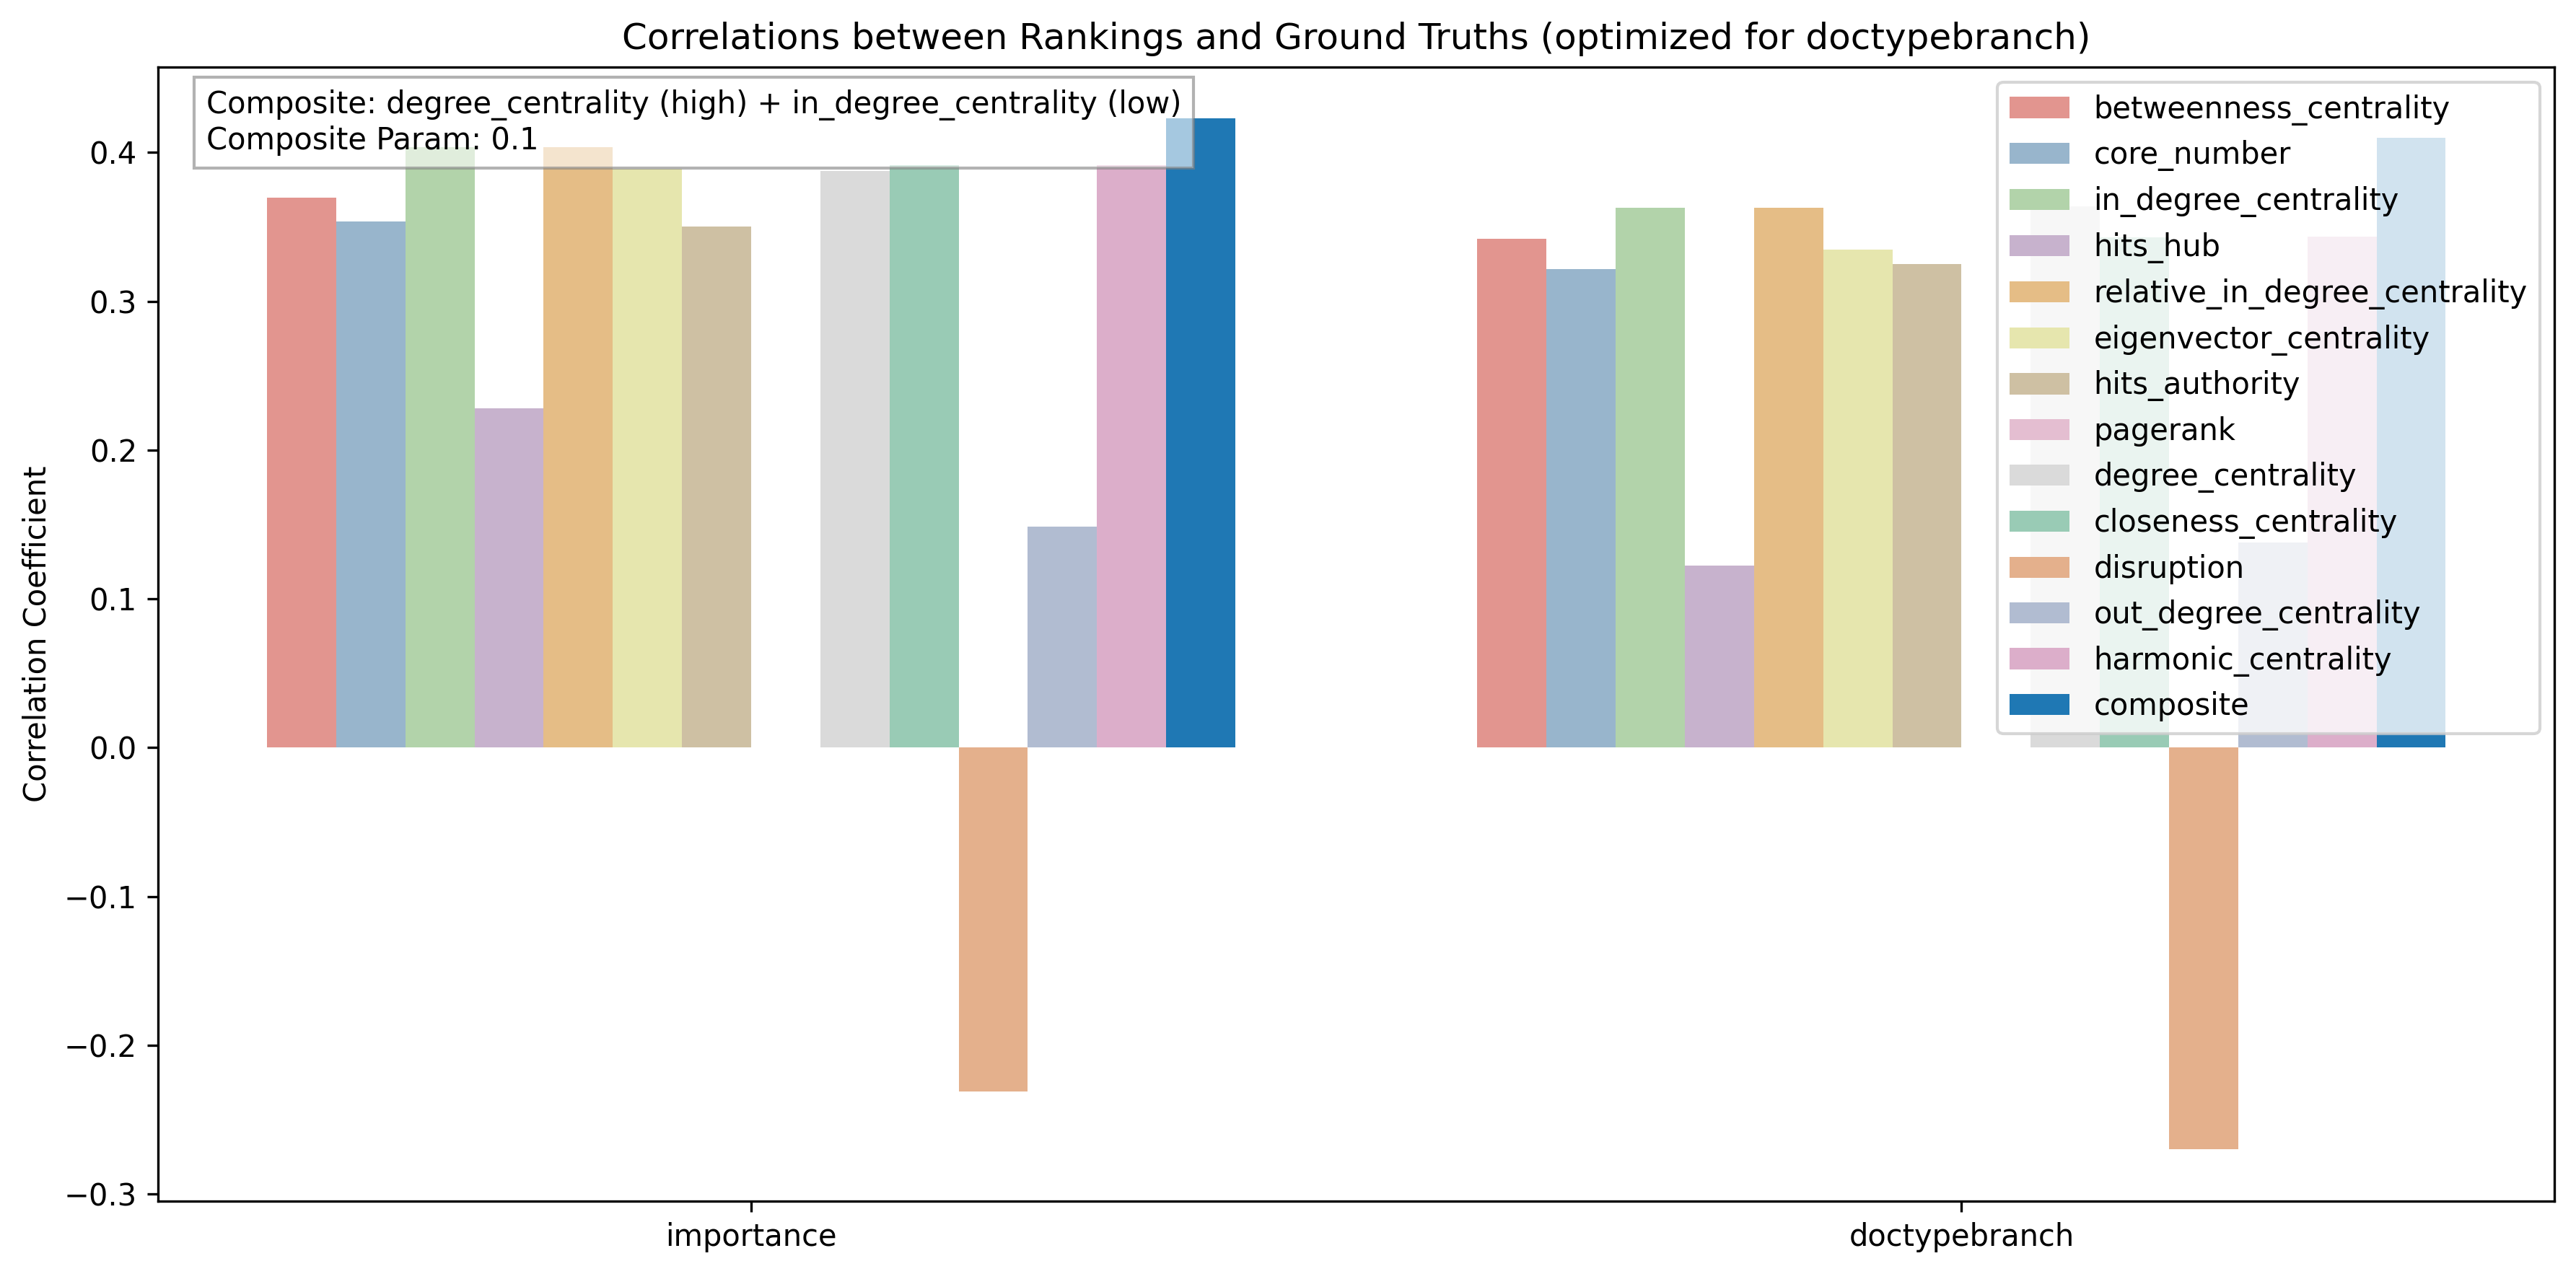 Correlations between Rankings and Ground Truths (optimized for doctypebranch)
Composite: degree_centrality (high) + in_degree_centrality (low)
Composite Param: 0.1
betweenness_centrality
core_number
in_degree_centrality
hits_hub
relative_in_degree_centrality
eigenvector_centrality
hits_authority
pagerank
degree_centrality
closeness_centrality
disruption
out_degree_centrality
harmonic_centrality
composite
Correlation Coefficient
0.4
0.3
0.2
0.1
0.0
−0.1
−0.2
−0.3
importance
doctypebranch